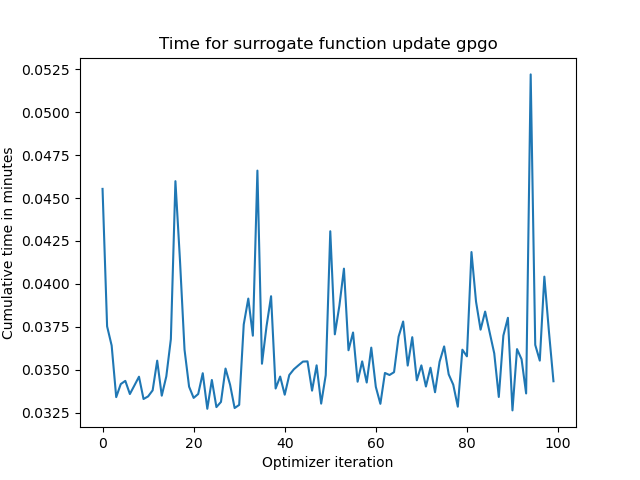 Time for surrogate function update gpgo
Cumulative time in minutes
0.0525
0.0500
0.0475
0.0450
0.0425
0.0400
0.0375
0.0350
0.0325
0 20 40 60 80 100
Optimizer iteration